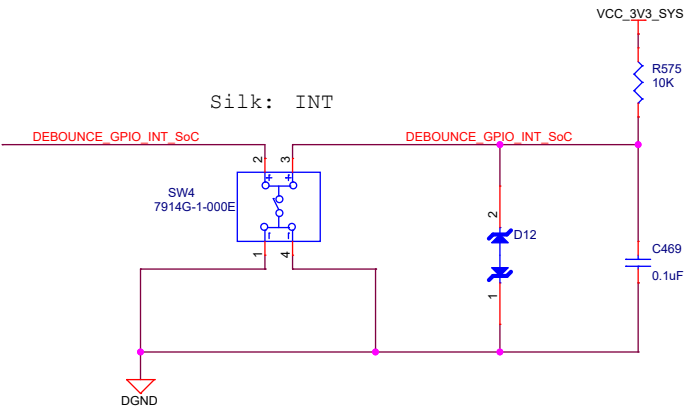 VCC_3V3_SYS
R575
10K
Silk: INT
DEBOUNCE_GPIO_INT_SoC
DEBOUNCE_GPIO_INT_SoC
2
3
SW4
7914G-1-000E
1
4
2
D12
1
C469
0.1uF
DGND